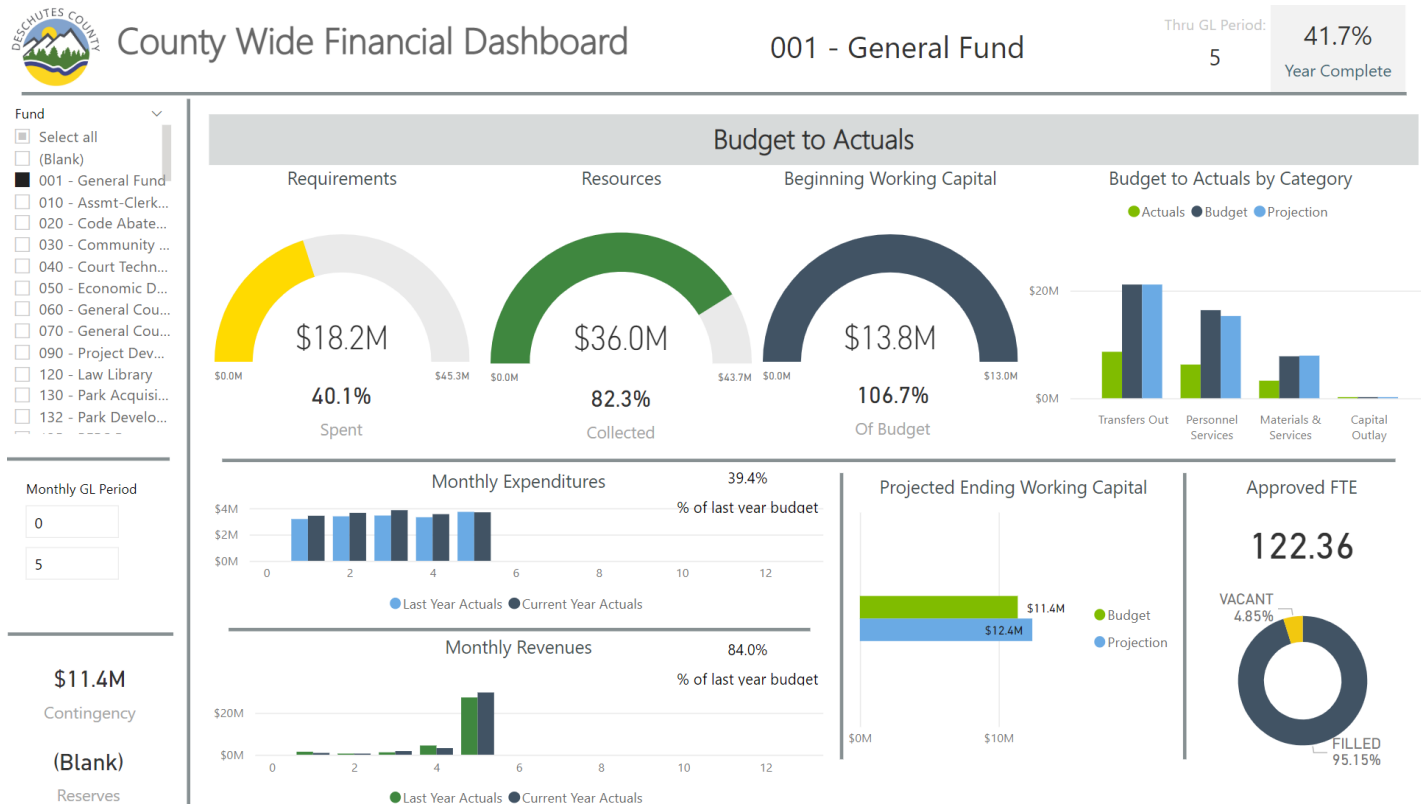 DESCHUTES COUNTY
County Wide Financial Dashboard
001 - General Fund
Thru GL Period:
5
41.7%
Year Complete
Fund
Select all
(Blank)
001 - General Fund
010 - Assmt-Clerk...
020 - Code Abate...
030 - Community ...
040 - Court Techn...
050 - Economic D...
060 - General Cou...
070 - General Cou...
090 - Project Dev...
120 - Law Library
130 - Park Acquisi...
132 - Park Develo...
Monthly GL Period
0
5
$11.4M
Contingency
(Blank)
Reserves
Budget to Actuals
Requirements
$18.2M
$0.0M
$45.3M
40.1%
Spent
Resources
$36.0M
$0.0M
$43.7M
82.3%
Collected
Beginning Working Capital
$13.8M
$0.0M
$13.0M
106.7%
Of Budget
Budget to Actuals by Category
Actuals Budget Projection
$20M
$0M
Transfers Out
Personnel
Services
Materials &
Services
Capital
Outlay
Monthly Expenditures
39.4%
% of last year budget
$4M
$2M
$0M
0 2 4 6 8 10 12
Last Year Actuals Current Year Actuals
Monthly Revenues
84.0%
% of last year budget
$20M
$0M
0 2 4 6 8 10 12
Last Year Actuals Current Year Actuals
Projected Ending Working Capital
$11.4M
$12.4M
Budget
Projection
$0M
$10M
Approved FTE
122.36
VACANT
4.85%
FILLED
95.15%